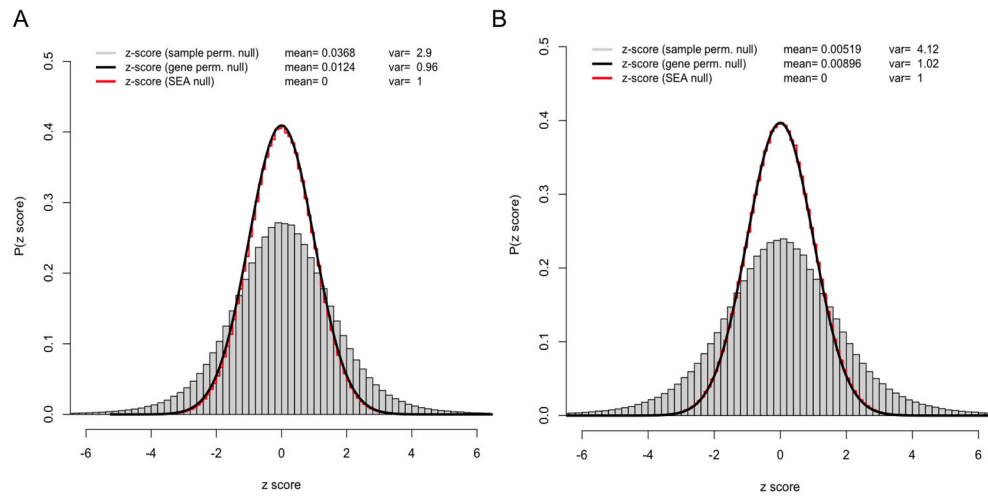 A
z-score (sample perm. null) mean= 0.0368 var= 2.9
z-score (gene perm. null) mean= 0.0124 var= 0.96
z-score (SEA null) mean= 0 var= 1
P(z score)
0.5
0.4
0.3
0.2
0.1
0.0
-6 -4 -2 0 2 4 6
z score
B
z-score (sample perm. null) mean= 0.00519 var= 4.12
z-score (gene perm. null) mean= 0.00896 var= 1.02
z-score (SEA null) mean= 0 var= 1
P(z score)
0.5
0.4
0.3
0.2
0.1
0.0
-6 -4 -2 0 2 4 6
z score